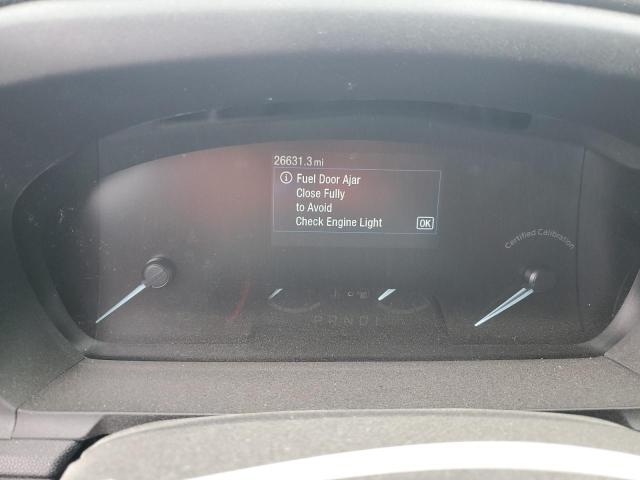 26631.3 mi
Fuel Door Ajar
Close Fully
to Avoid
Check Engine Light
OK
Certified Calibration
PRND